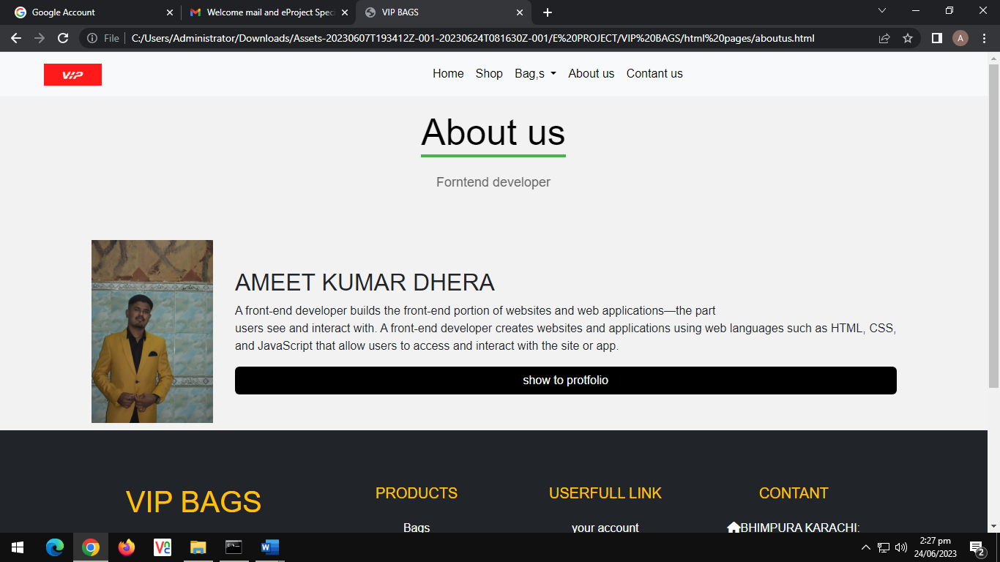 Google Account
Welcome mail and eProject Speci
VIP BAGS
File
C:/Users/Administrator/Downloads/Assets-20230607T193412Z-001-20230624T081630Z-001/E%20PROJECT/VIP%20BAGS/html%20pages/aboutus.html
A
VIP
Home Shop Bag,s About us Contant us
About us
Forntend developer
AMEET KUMAR DHERA
A front-end developer builds the front-end portion of websites and web applications—the part
users see and interact with. A front-end developer creates websites and applications using web languages such as HTML, CSS,
and JavaScript that allow users to access and interact with the site or app.
show to protfolio
VIP BAGS
PRODUCTS
USERFULL LINK
CONTANT
Bags
your account
BHIMPURA KARACHI:
2:27 pm
24/06/2023
2